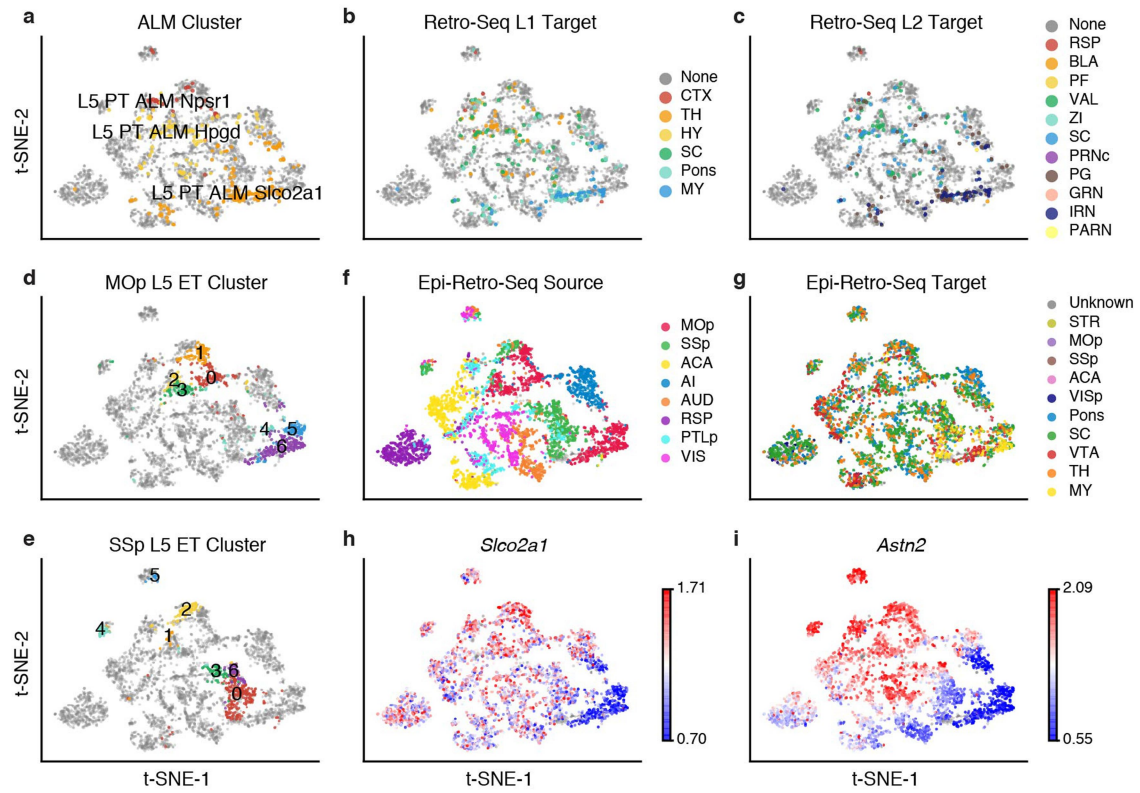 a
ALM Cluster
L5 PT ALM Npsr1
L5 PT ALM Hpgd
L5 PT ALM Slco2a1
t-SNE-2
b
Retro-Seq L1 Target
None
CTX
TH
HY
SC
Pons
MY
c
Retro-Seq L2 Target
None
RSP
BLA
PF
VAL
ZI
SC
PRNc
PG
GRN
IRN
PARN
d
MOp L5 ET Cluster
1
0
2
3
4
5
6
t-SNE-2
f
Epi-Retro-Seq Source
MOp
SSp
ACA
AI
AUD
RSP
PTLp
VIS
g
Epi-Retro-Seq Target
Unknown
STR
MOp
SSp
ACA
VISp
Pons
SC
VTA
TH
MY
e
SSp L5 ET Cluster
5
2
4
1
3
6
0
t-SNE-2
t-SNE-1
h
Slco2a1
1.71
0.70
t-SNE-1
i
Astn2
2.09
0.55
t-SNE-1